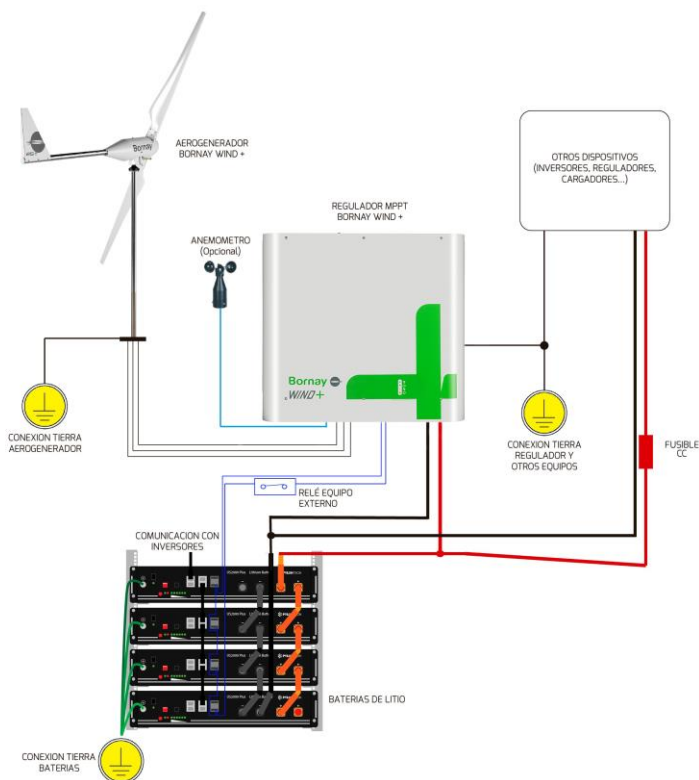 Bornay
AEROGENERADOR
BORNAY WIND +
OTROS DISPOSITIVOS
(INVERSORES, REGULADORES,
CARGADORES...)
REGULADOR MPPT
BORNAY WIND +
ANEMOMETRO
(Opcional)
Bornay
WIND+
CONEXION TIERRA
AEROGENERADOR
CONEXION TIERRA
REGULADOR Y
OTROS EQUIPOS
FUSIBLE
CC
RELÉ EQUIPO
EXTERNO
COMUNICACION CON
INVERSORES
BATERIAS DE LITIO
CONEXION TIERRA
BATERIAS